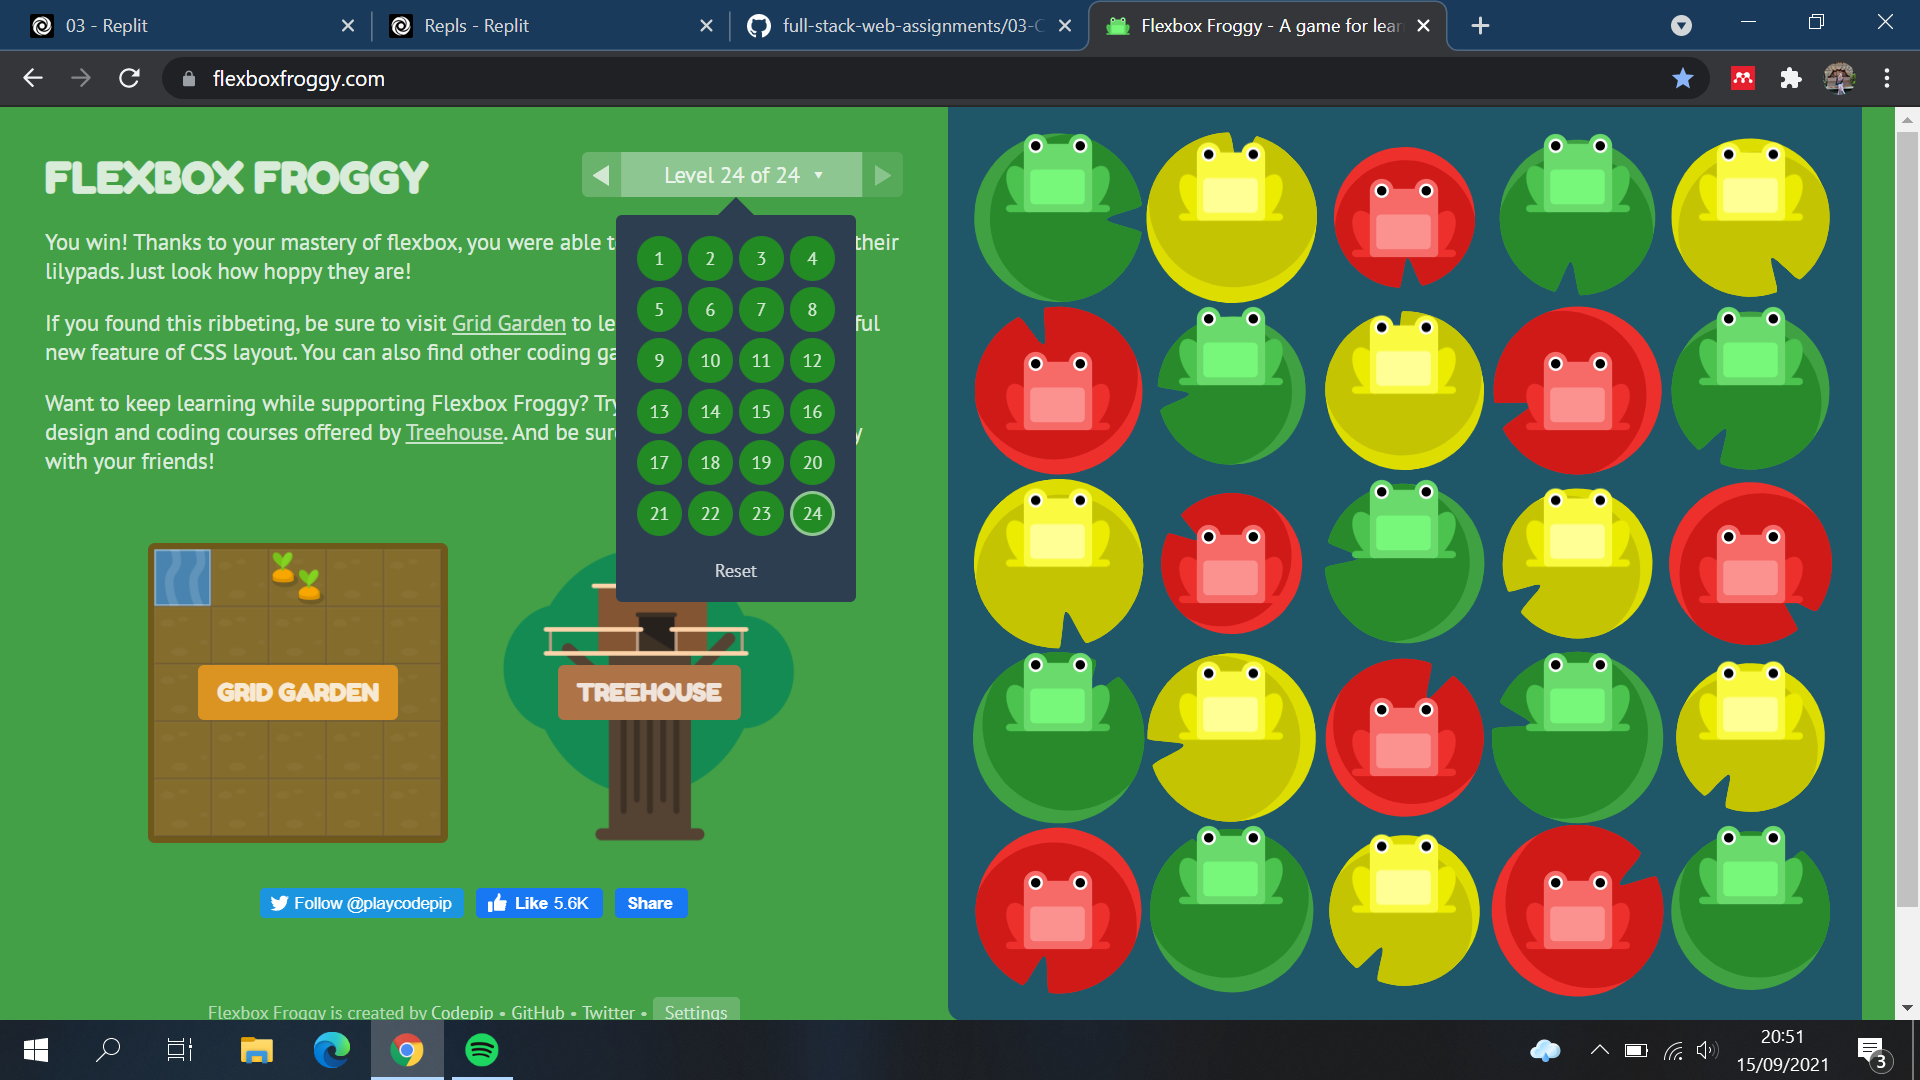 03 - Replit
Repls - Replit
full-stack-web-assignments/03-C
Flexbox Froggy - A game for lear
flexboxfroggy.com
FLEXBOX FROGGY
Level 24 of 24
You win! Thanks to your mastery of flexbox, you were able t their
lilypads. Just look how hoppy they are!
If you found this ribbeting, be sure to visit Grid Garden to le ful
new feature of CSS layout. You can also find other coding ga
Want to keep learning while supporting Flexbox Froggy? Try
design and coding courses offered by Treehouse. And be sur y
with your friends!
1 2 3 4
5 6 7 8
9 10 11 12
13 14 15 16
17 18 19 20
21 22 23 24
Reset
GRID GARDEN
TREEHOUSE
Follow @playcodepip
Like 5.6K
Share
Flexbox Froggy is created by Codepip • GitHub • Twitter • Settings
20:51
15/09/2021
3